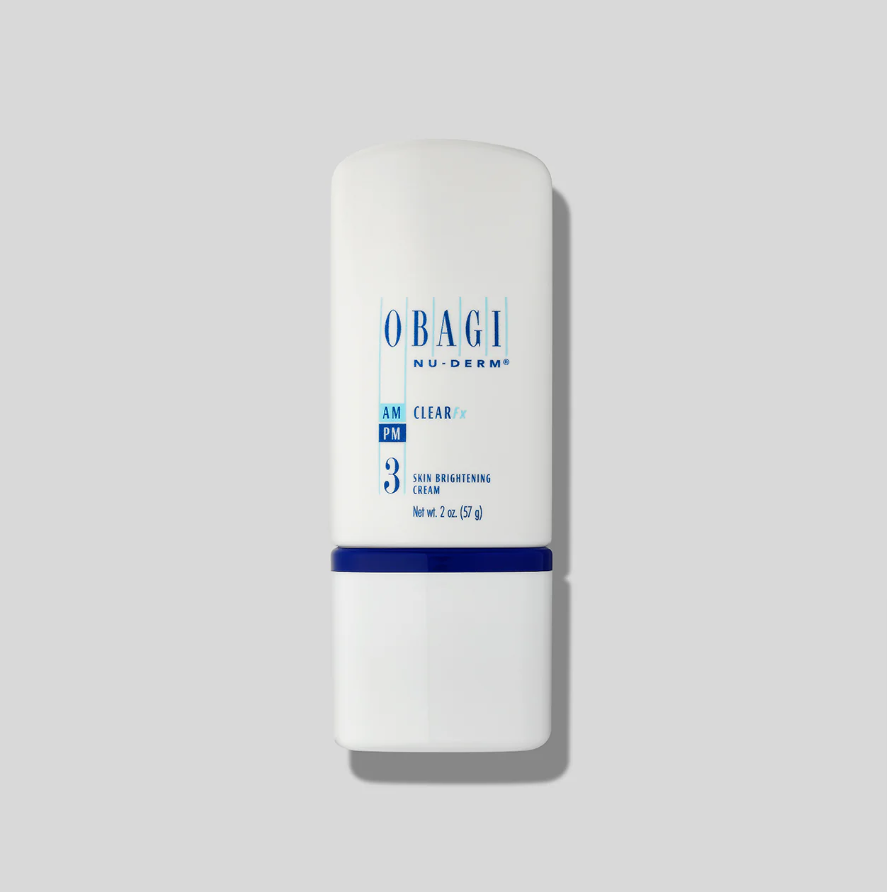 OBAGI
NU-DERM®
AM CLEARFx
PM
3 SKIN BRIGHTENING
CREAM
Net wt. 2 oz. (57 g)